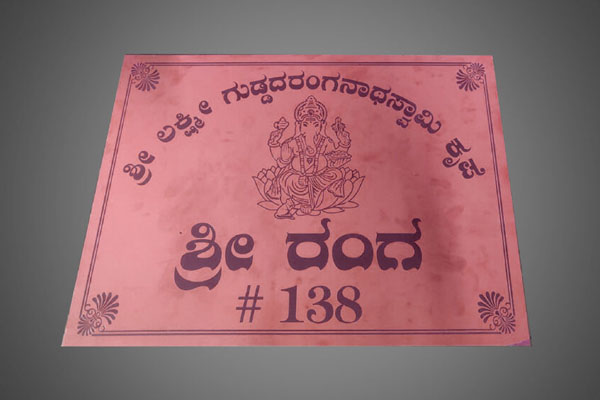 ಶ್ರೀ ಲಕ್ಷ್ಮೀ ಗುಡ್ಡದರಂಗನಾಥಸ್ವಾಮಿ ಕೃಪೆ
ಶ್ರೀ ರಂಗ
# 138